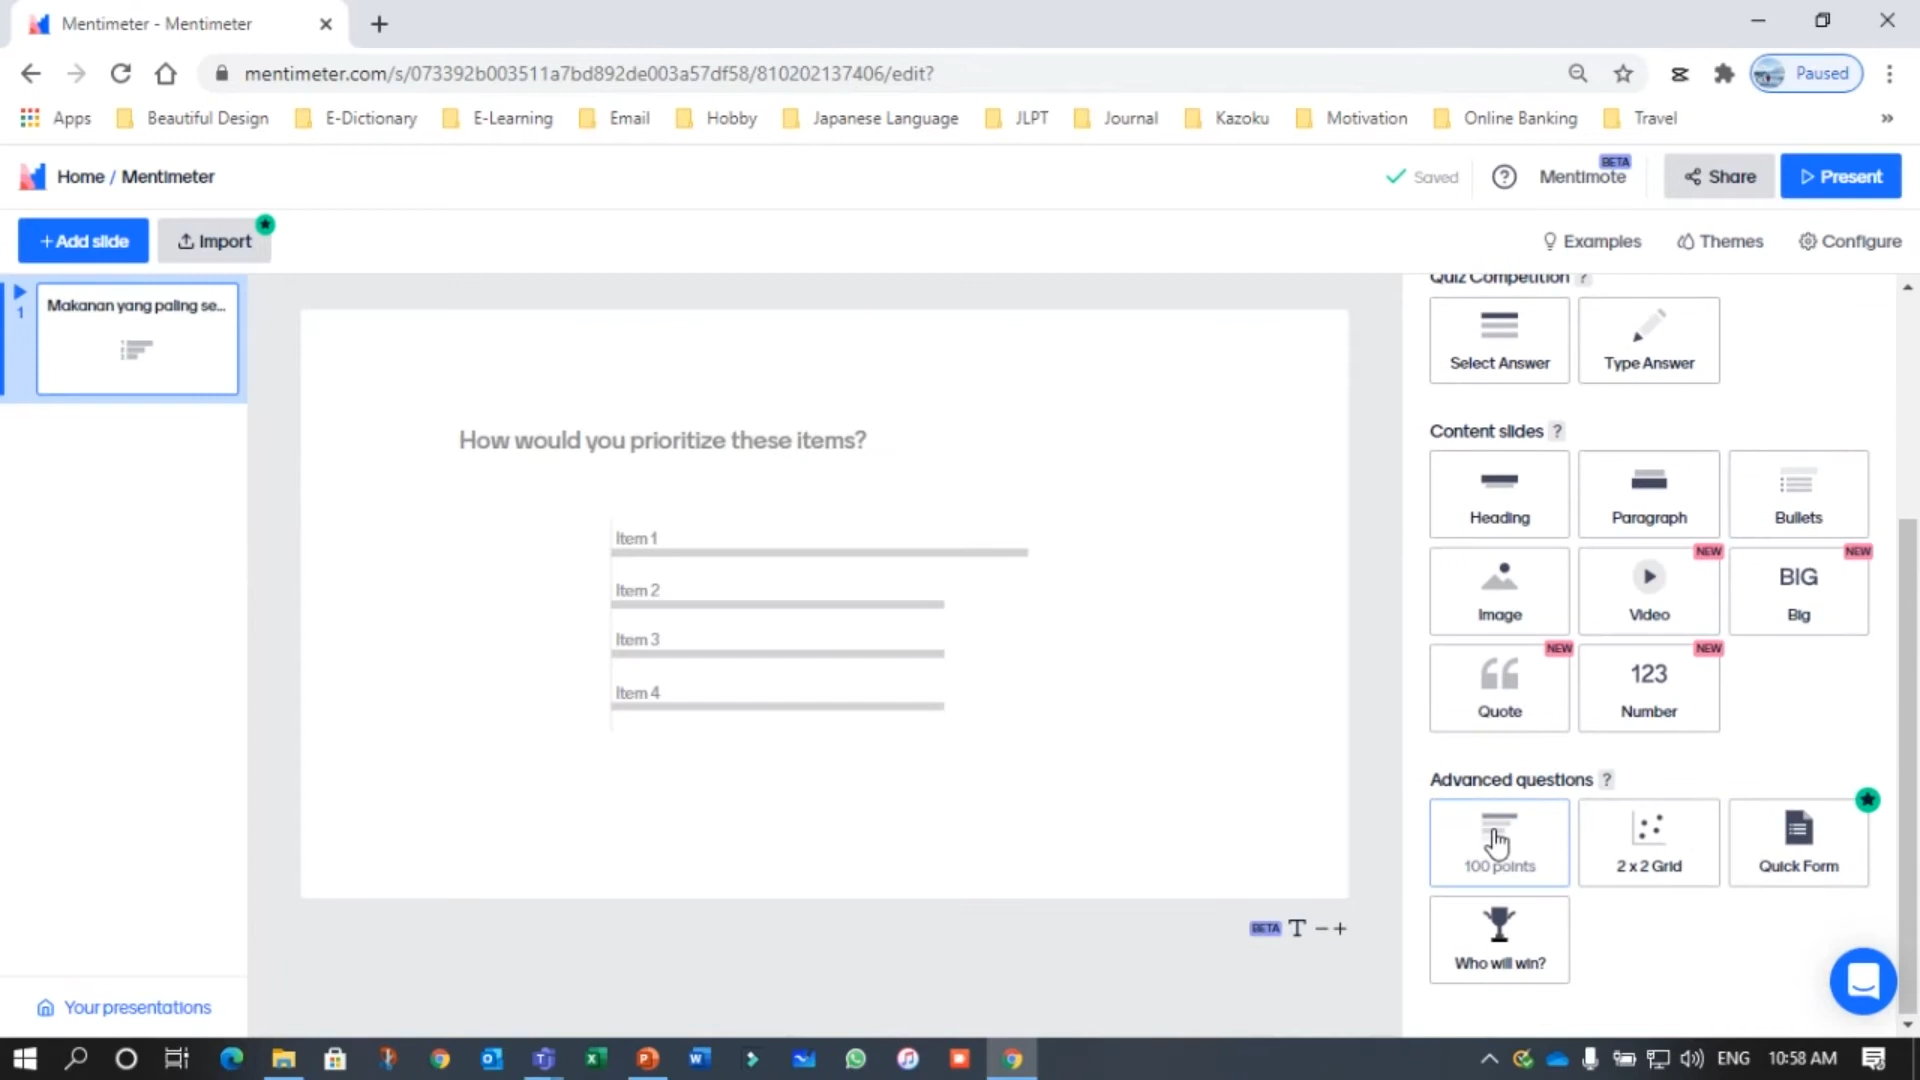 Mentimeter - Mentimeter
mentimeter.com/s/073392b003511a7bd892de003a57df58/810202137406/edit?
Paused
Apps
Beautiful Design
E-Dictionary
E-Learning
Email
Hobby
Japanese Language
JLPT
Journal
Kazoku
Motivation
Online Banking
Travel
»
Home / Mentimeter
Saved
Mentimote
BETA
Share
Present
+ Add slide
Import
Examples
Themes
Configure
1
Makanan yang paling se...
How would you prioritize these items?
Item 1
Item 2
Item 3
Item 4
BETA T − +
Quiz Competition ?
Select Answer
Type Answer
Content slides ?
Heading
Paragraph
Bullets
Image
NEW
Video
NEW
BIG
Big
NEW
Quote
NEW
123
Number
Advanced questions ?
100 points
2 x 2 Grid
Quick Form
Who will win?
Your presentations
ENG
10:58 AM